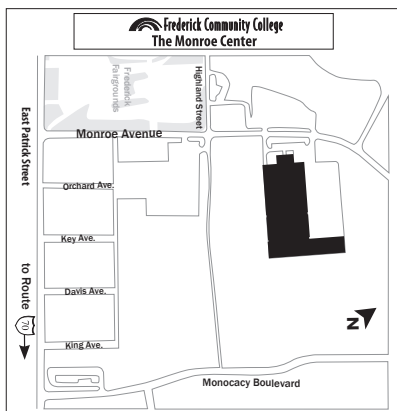 Frederick Community College
The Monroe Center
Frederick
Fairgrounds
Highland Street
Monroe Avenue
East Patrick Street
Orchard Ave.
Key Ave.
to Route
70
Davis Ave.
N
King Ave.
Monocacy Boulevard